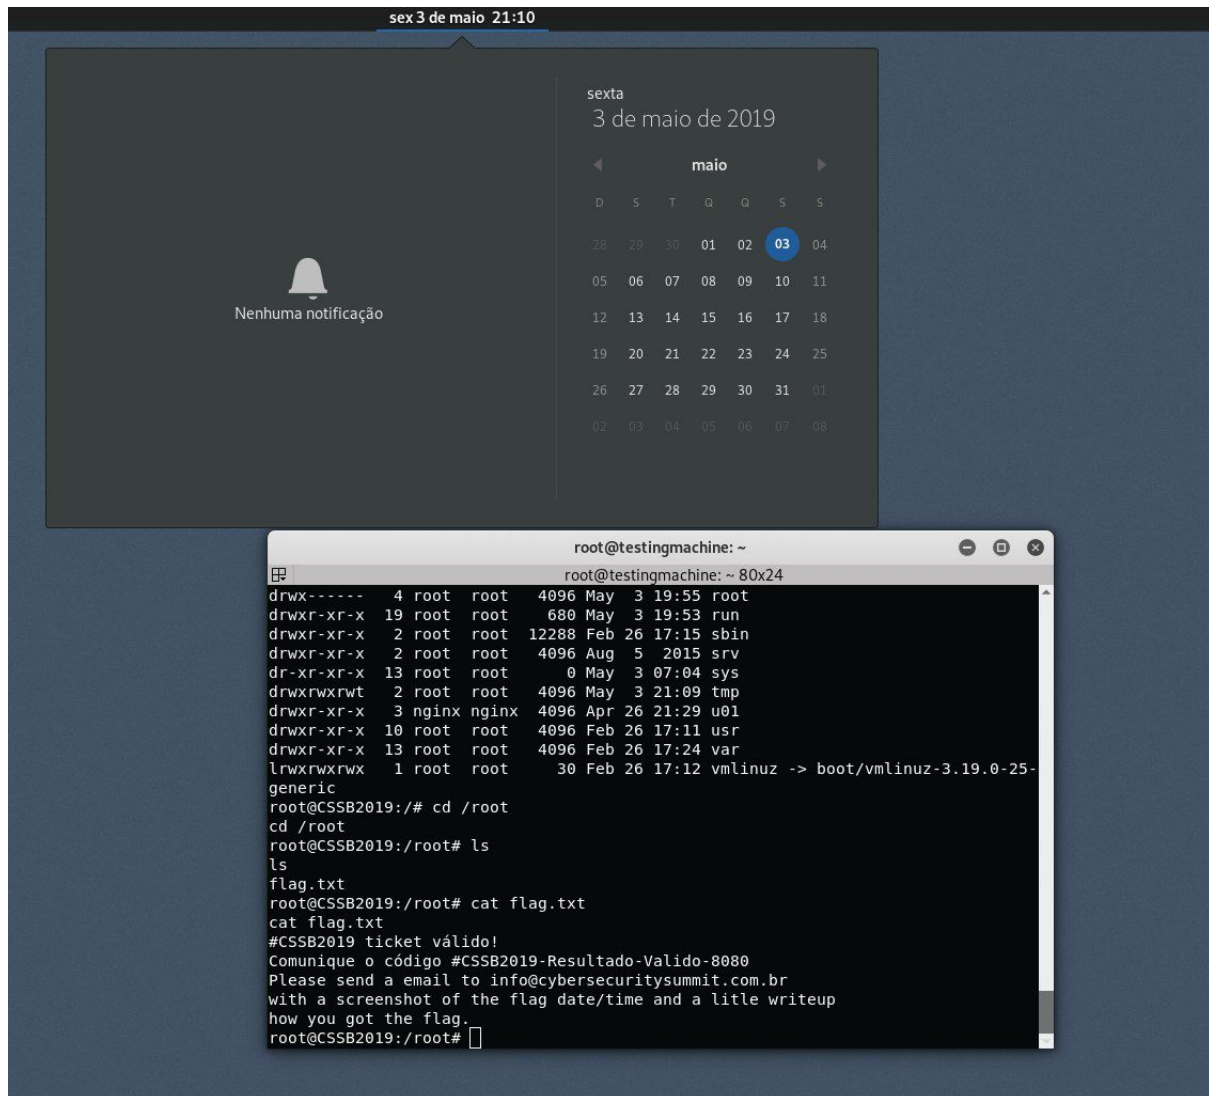 sex 3 de maio 21:10
Nenhuma notificação
sexta
3 de maio de 2019
maio
D S T Q Q S S
28 29 30 01 02 03 04
05 06 07 08 09 10 11
12 13 14 15 16 17 18
19 20 21 22 23 24 25
26 27 28 29 30 31 01
02 03 04 05 06 07 08
root@testingmachine: ~
root@testingmachine: ~ 80x24
drwx------   4 root  root   4096 May  3 19:55 root
drwxr-xr-x  19 root  root    680 May  3 19:53 run
drwxr-xr-x   2 root  root  12288 Feb 26 17:15 sbin
drwxr-xr-x   2 root  root   4096 Aug  5  2015 srv
dr-xr-xr-x  13 root  root      0 May  3 07:04 sys
drwxrwxrwt   2 root  root   4096 May  3 21:09 tmp
drwxr-xr-x   3 nginx nginx  4096 Apr 26 21:29 u01
drwxr-xr-x  10 root  root   4096 Feb 26 17:11 usr
drwxr-xr-x  13 root  root   4096 Feb 26 17:24 var
lrwxrwxrwx   1 root  root     30 Feb 26 17:12 vmlinuz -> boot/vmlinuz-3.19.0-25-
generic
root@CSSB2019:/# cd /root
cd /root
root@CSSB2019:/root# ls
ls
flag.txt
root@CSSB2019:/root# cat flag.txt
cat flag.txt
#CSSB2019 ticket válido!
Comunique o código #CSSB2019-Resultado-Valido-8080
Please send a email to info@cybersecuritysummit.com.br
with a screenshot of the flag date/time and a litle writeup
how you got the flag.
root@CSSB2019:/root#